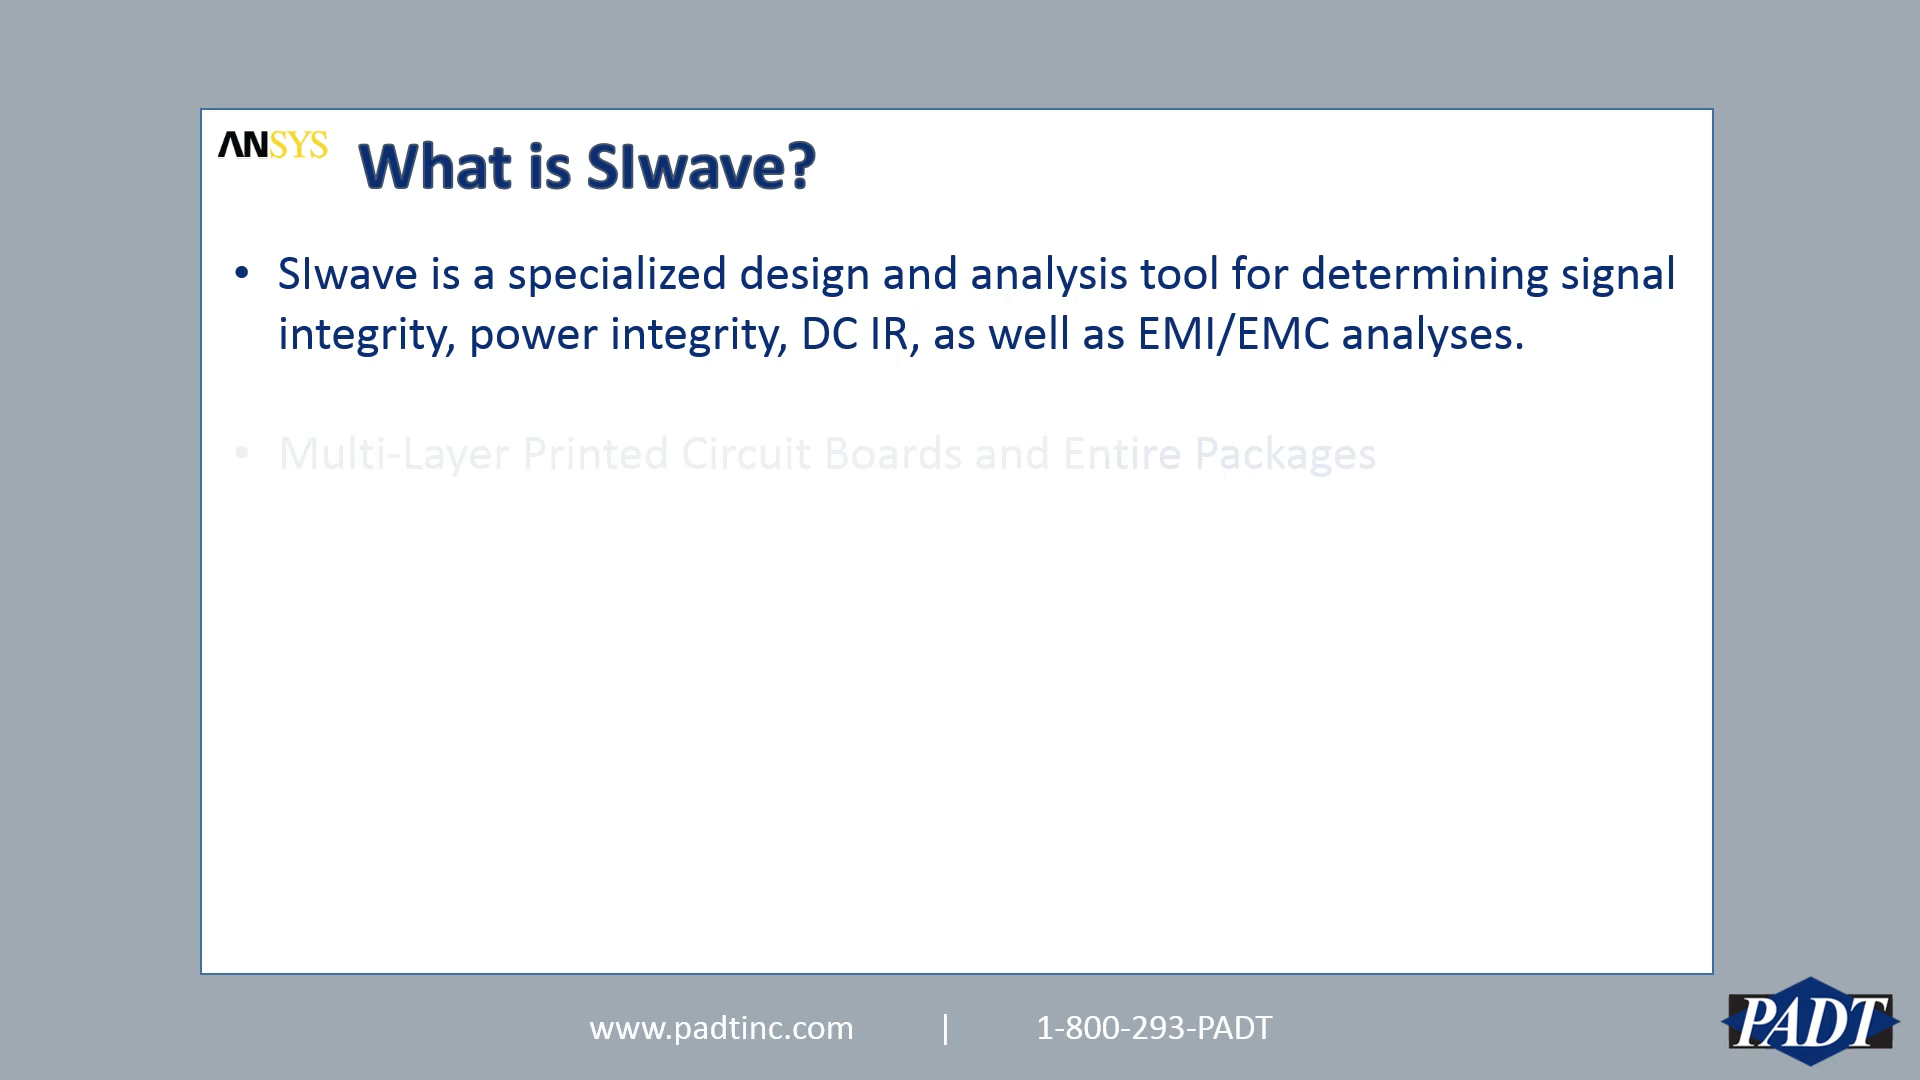 ANSYS
What is SIwave?
• SIwave is a specialized design and analysis tool for determining signal
integrity, power integrity, DC IR, as well as EMI/EMC analyses.
• Multi-Layer Printed Circuit Boards and Entire Packages
www.padtinc.com | 1-800-293-PADT
PADT